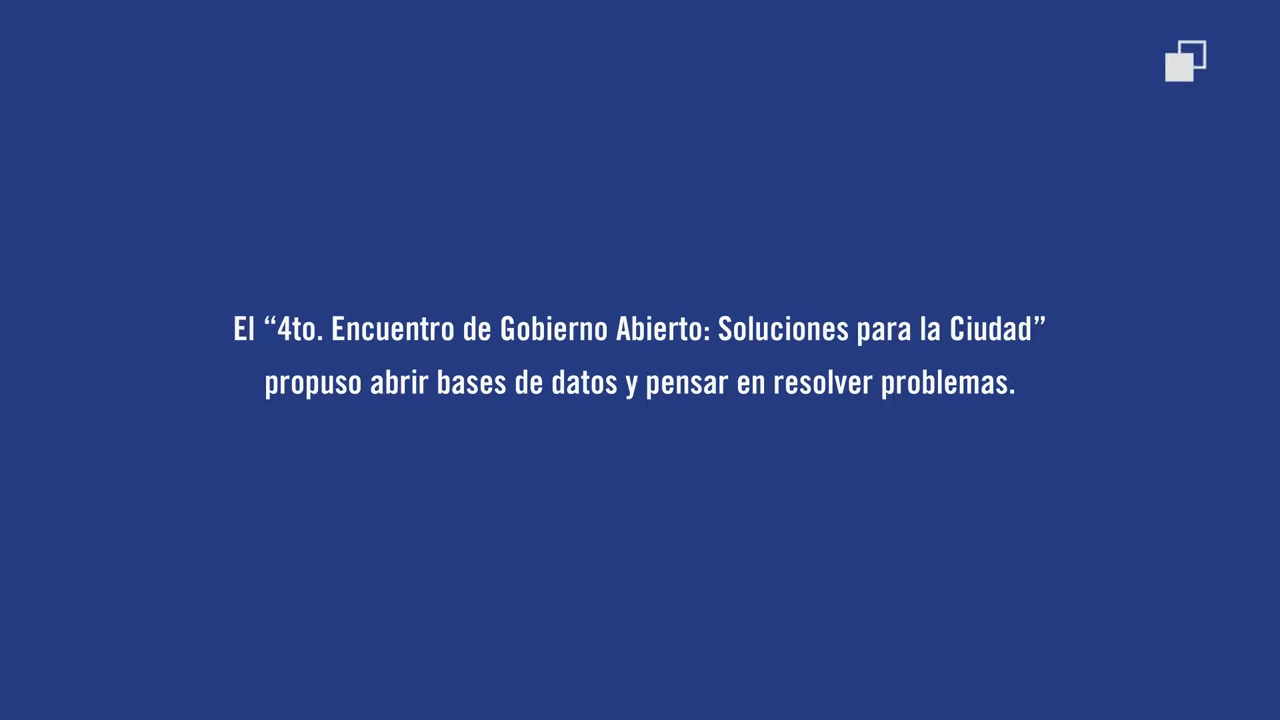 El “4to. Encuentro de Gobierno Abierto: Soluciones para la Ciudad”
propuso abrir bases de datos y pensar en resolver problemas.